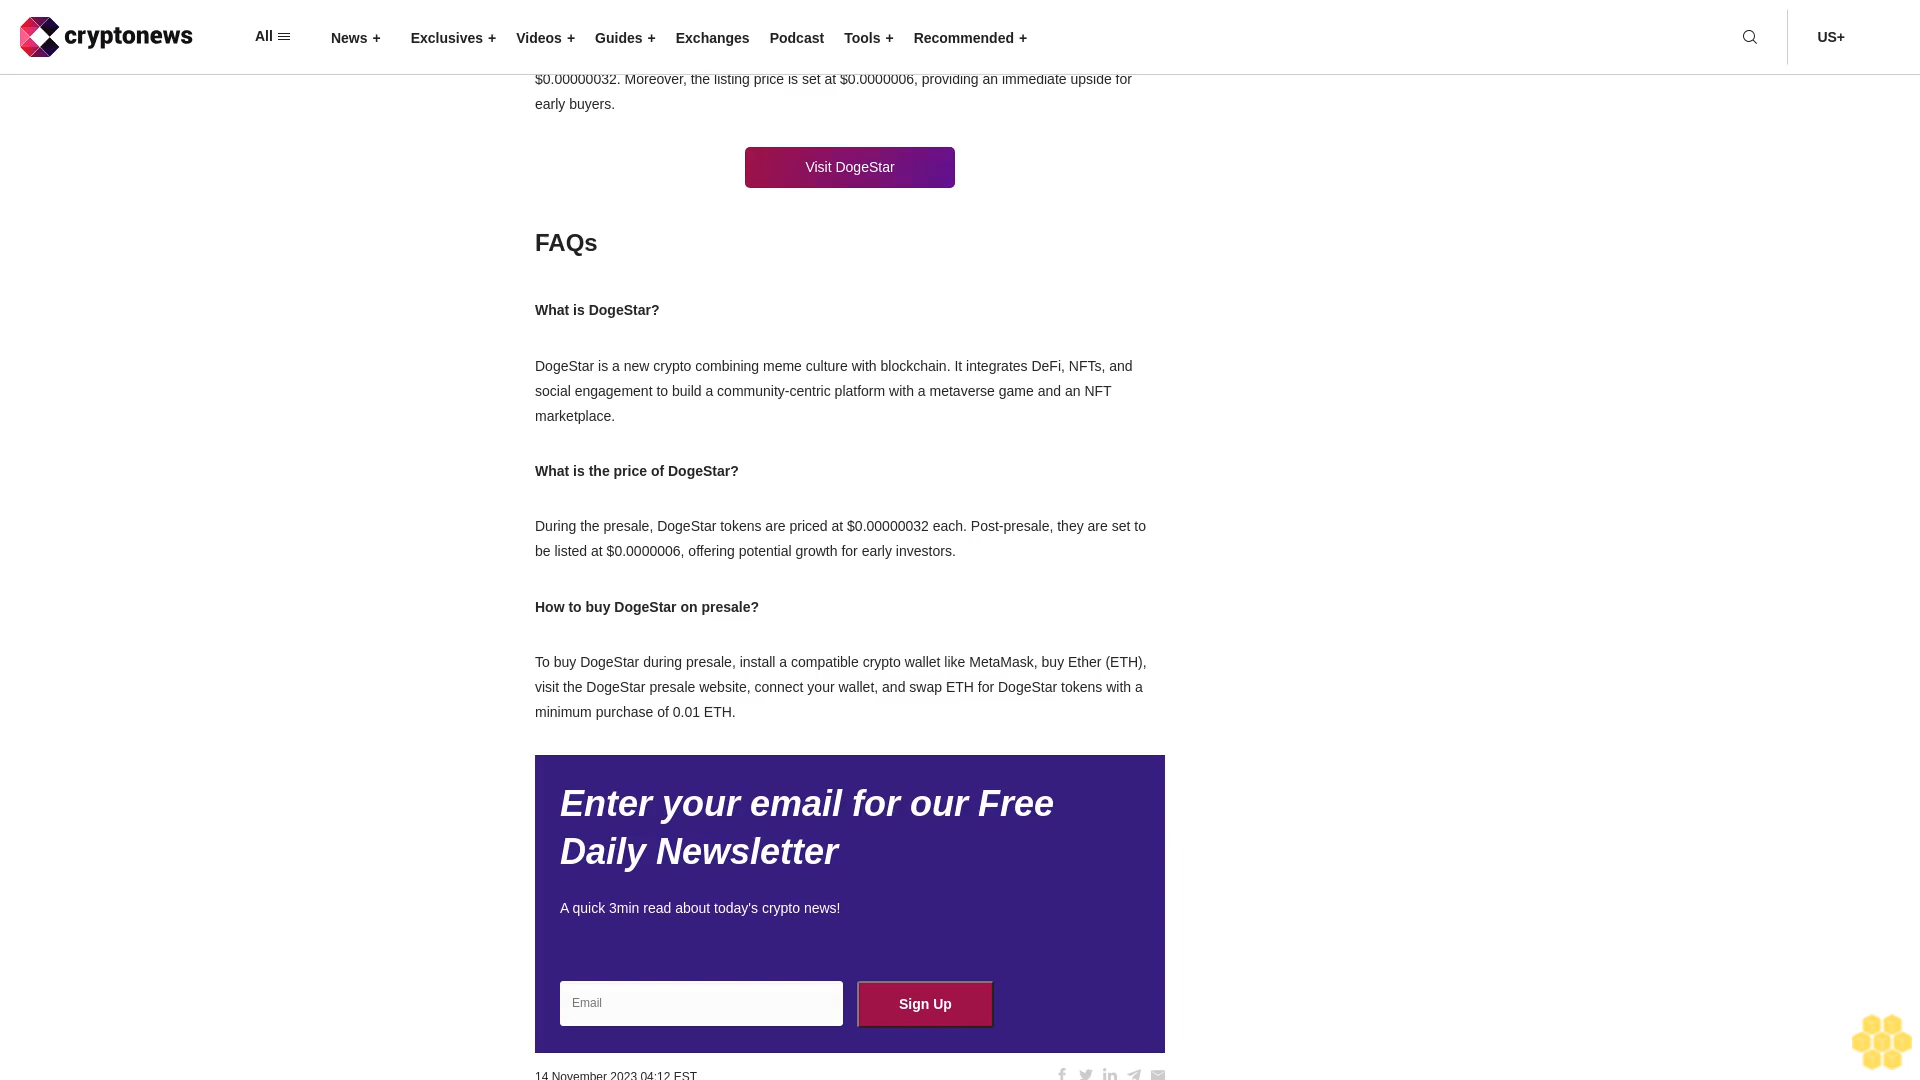 cryptonews
All
News +
Exclusives +
Videos +
Guides +
Exchanges
Podcast
Tools +
Recommended +
US+
$0.00000032. Moreover, the listing price is set at $0.0000006, providing an immediate upside for
early buyers.
Visit DogeStar
FAQs
What is DogeStar?
DogeStar is a new crypto combining meme culture with blockchain. It integrates DeFi, NFTs, and
social engagement to build a community-centric platform with a metaverse game and an NFT
marketplace.
What is the price of DogeStar?
During the presale, DogeStar tokens are priced at $0.00000032 each. Post-presale, they are set to
be listed at $0.0000006, offering potential growth for early investors.
How to buy DogeStar on presale?
To buy DogeStar during presale, install a compatible crypto wallet like MetaMask, buy Ether (ETH),
visit the DogeStar presale website, connect your wallet, and swap ETH for DogeStar tokens with a
minimum purchase of 0.01 ETH.
Enter your email for our Free
Daily Newsletter
A quick 3min read about today's crypto news!
Email
Sign Up
14 November 2023 04:12 EST